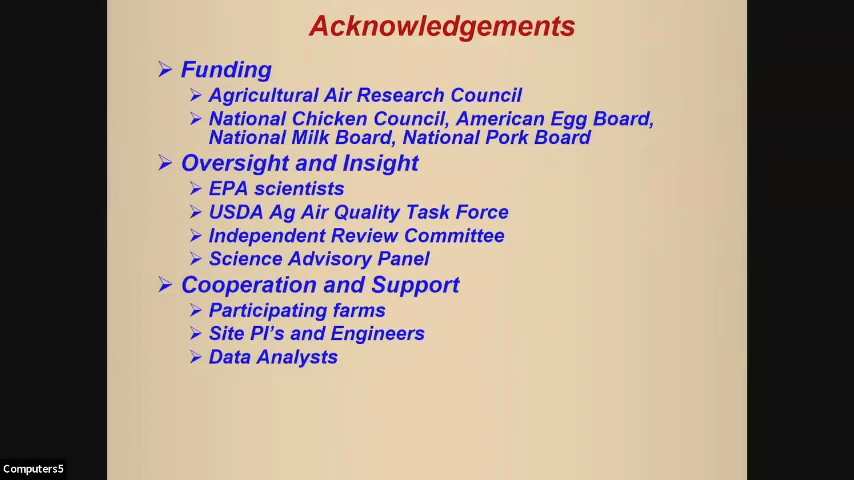 Acknowledgements
Funding
Agricultural Air Research Council
National Chicken Council, American Egg Board,
National Milk Board, National Pork Board
Oversight and Insight
EPA scientists
USDA Ag Air Quality Task Force
Independent Review Committee
Science Advisory Panel
Cooperation and Support
Participating farms
Site PI’s and Engineers
Data Analysts
Computers5